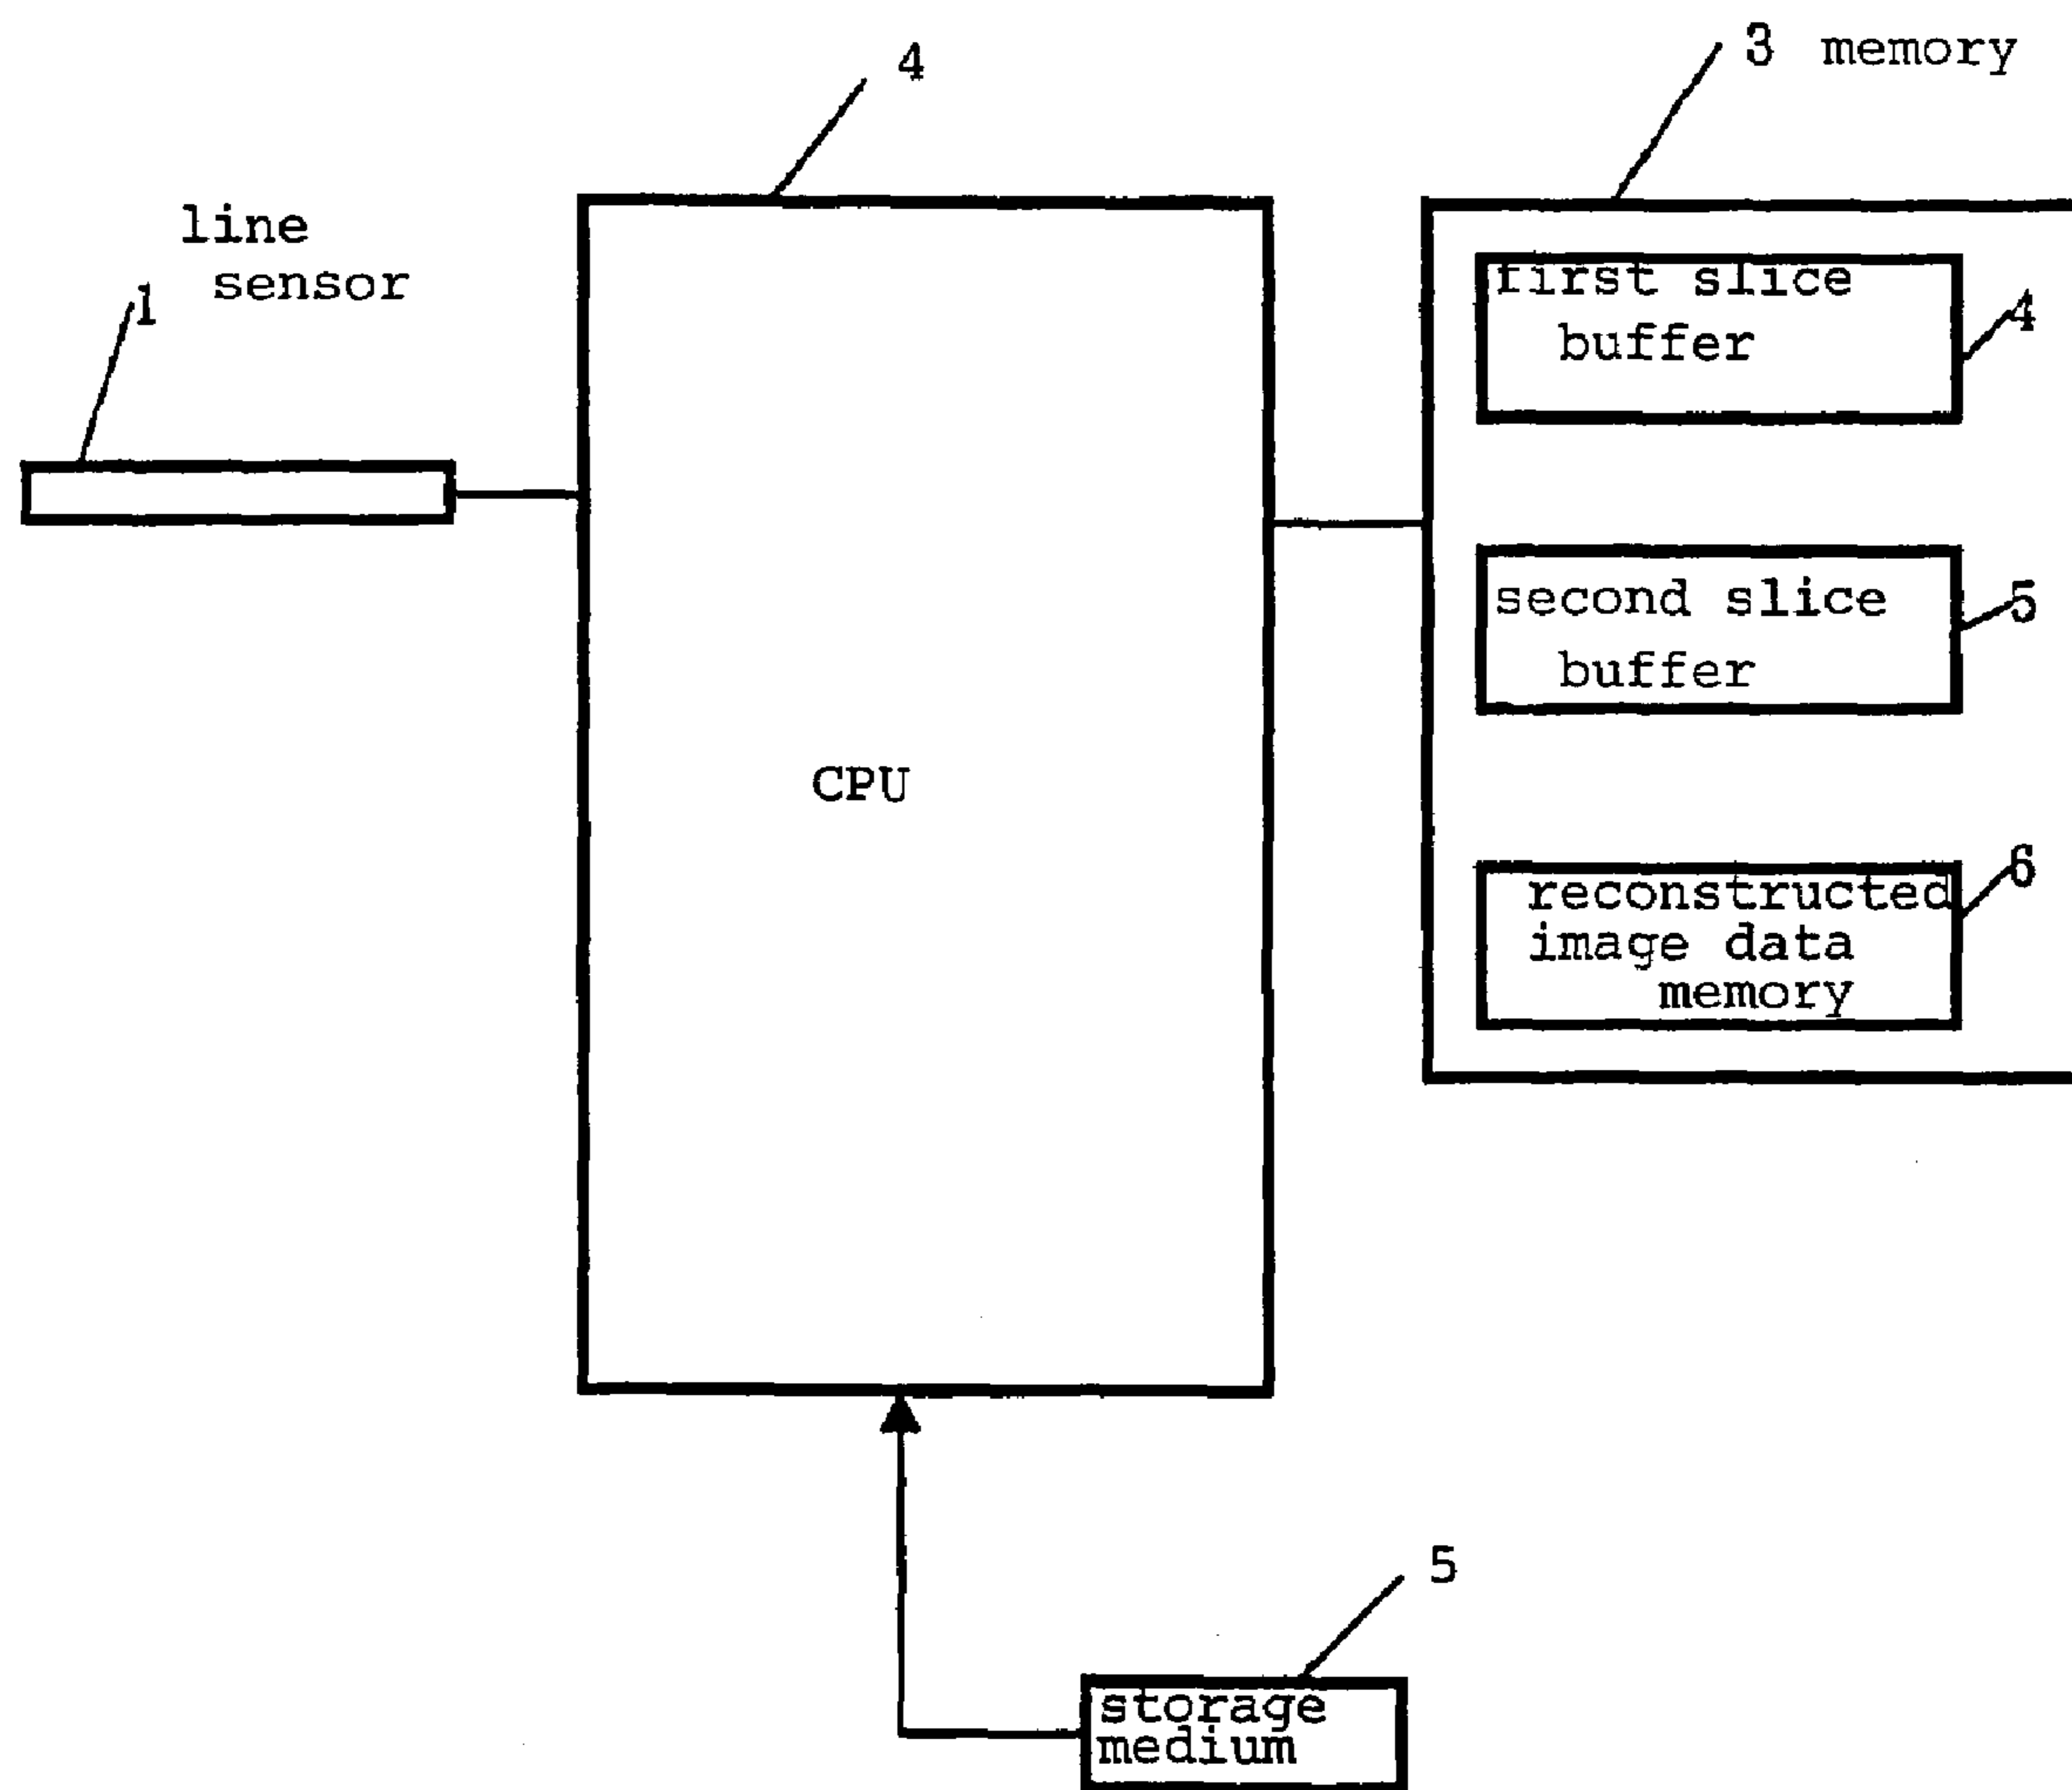 4
3 memory
line
sensor
1
first slice
buffer
4
second slice
buffer
5
CPU
reconstructed
image data
memory
6
5
storage
medium